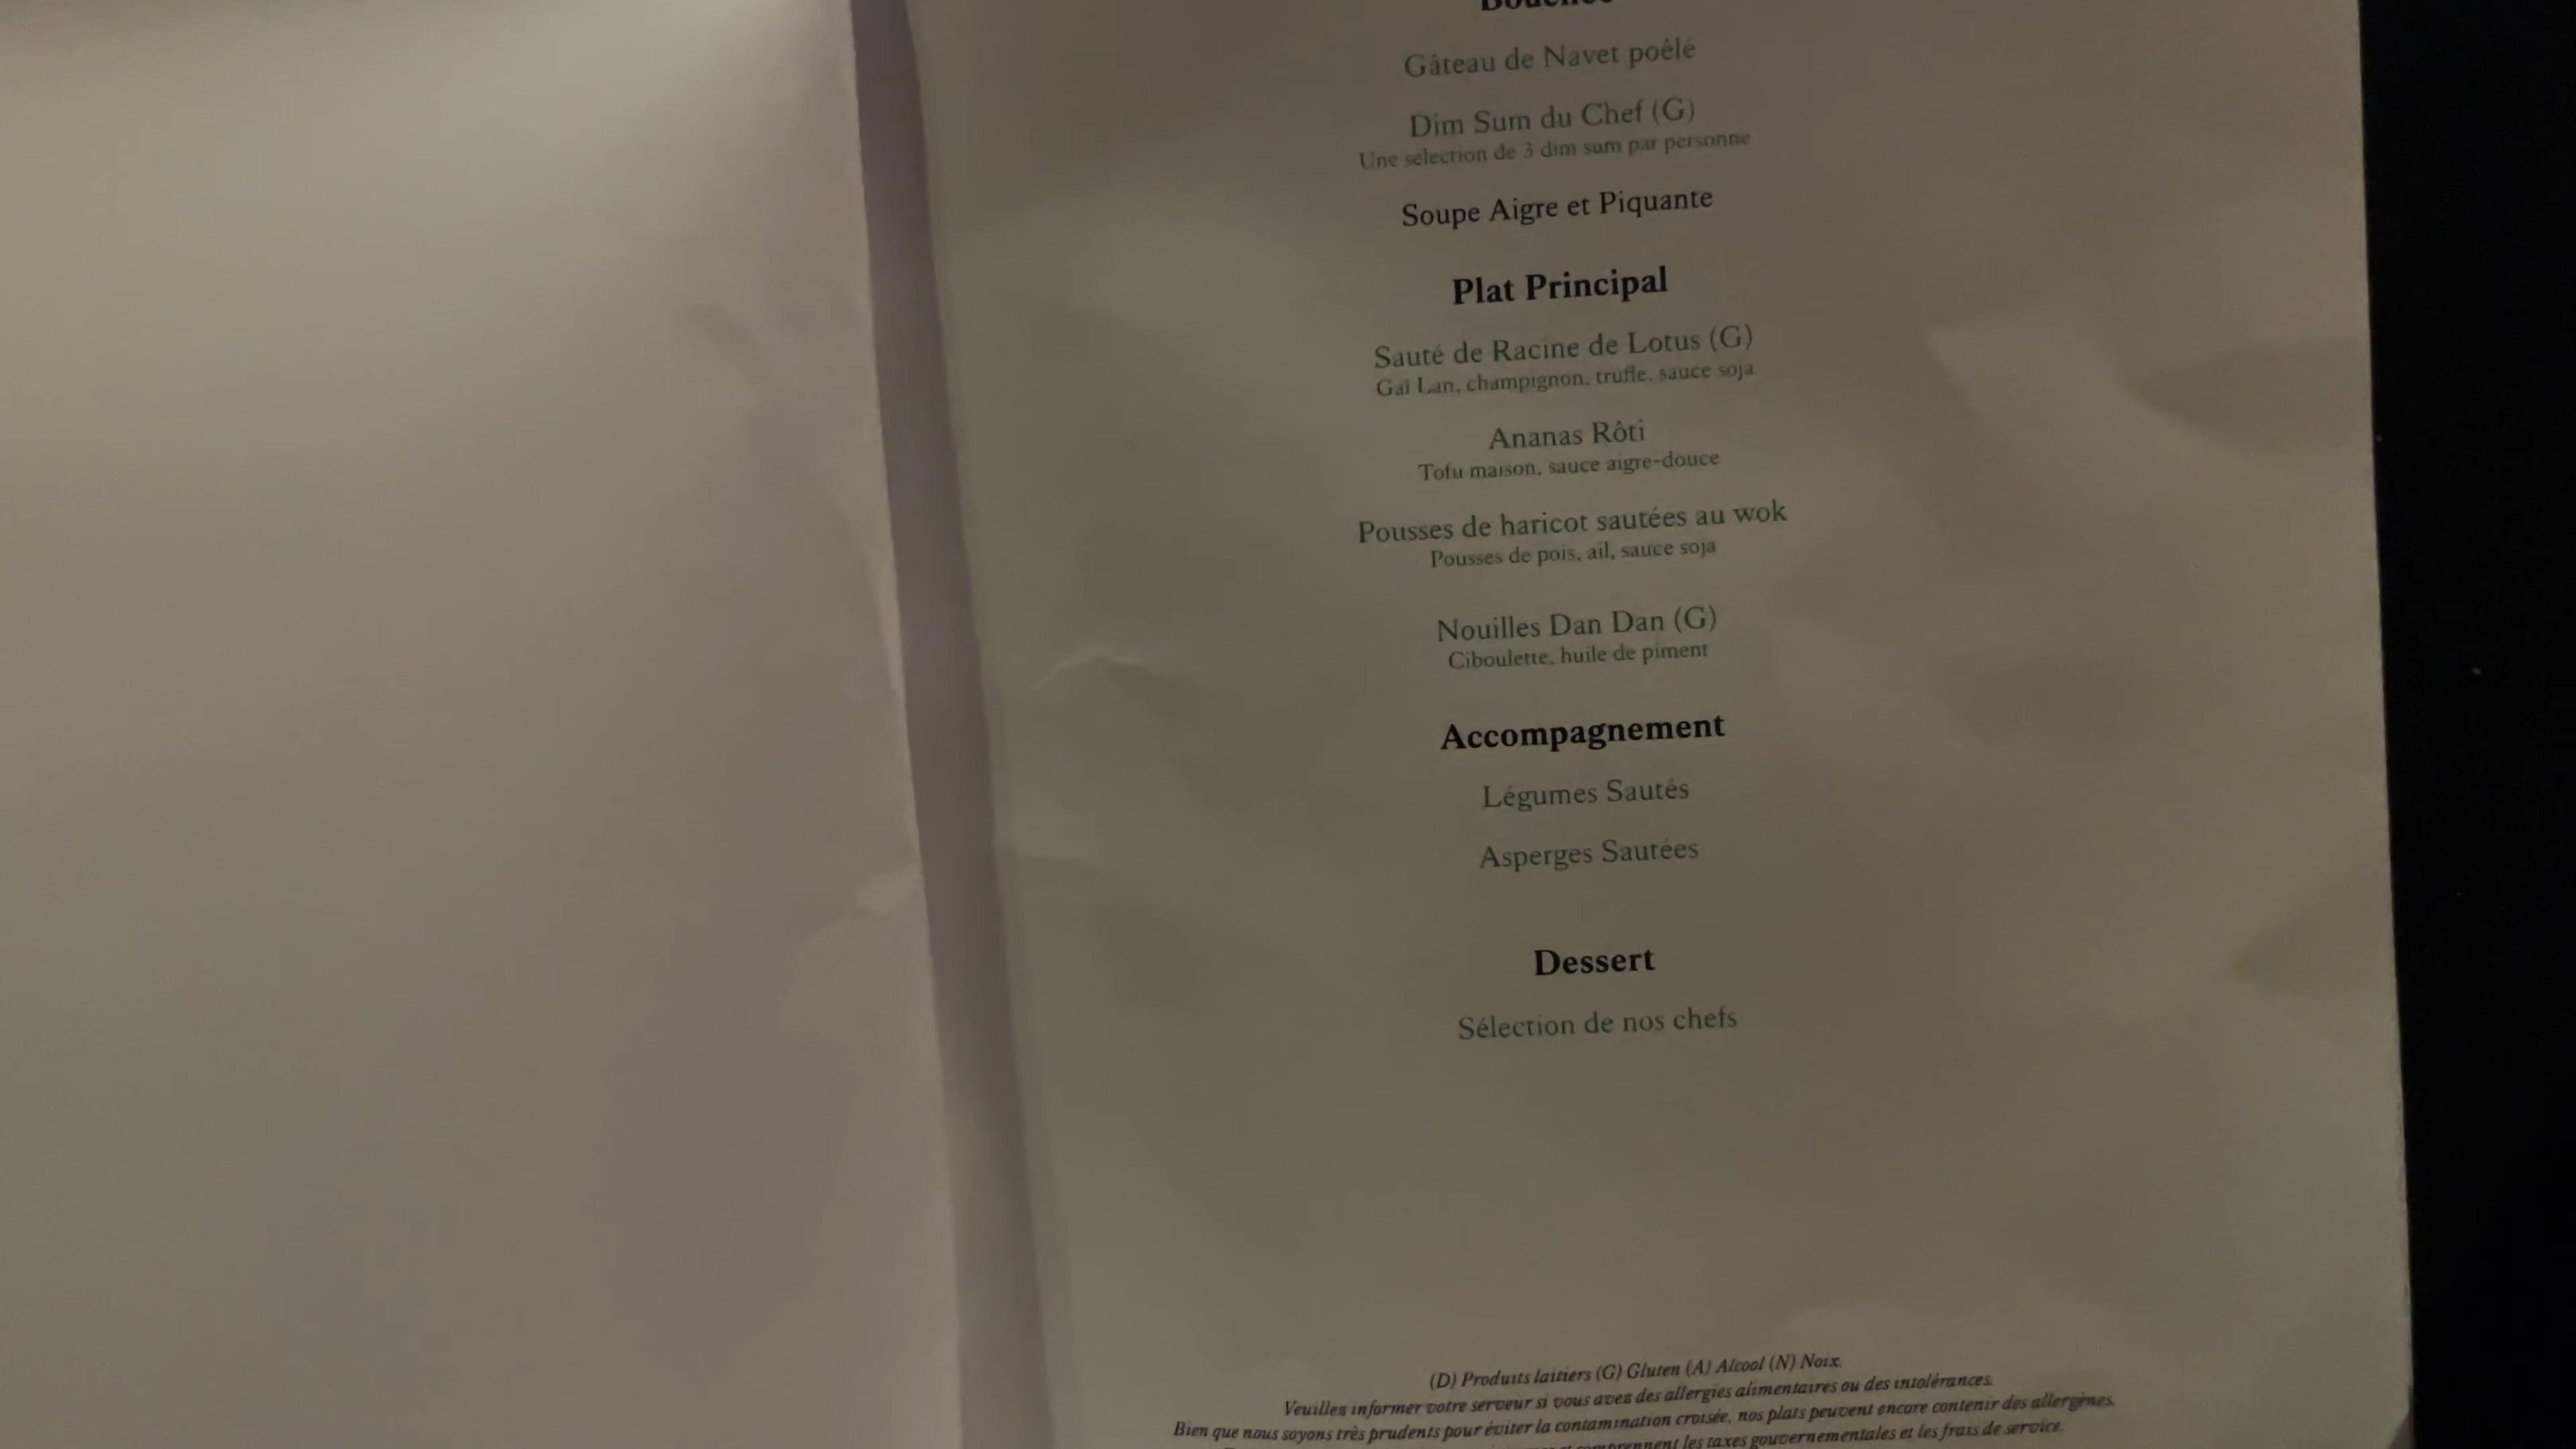 Gâteau de Navet poêlé
Dim Sum du Chef (G)
Une sélection de 3 dim sum par personne
Soupe Aigre et Piquante
Plat Principal
Sauté de Racine de Lotus (G)
Gai Lan, champignon, trufle, sauce soja
Ananas Rôti
Tofu maison, sauce aigre-douce
Pousses de haricot sautées au wok
Pousses de pois, ail, sauce soja
Nouilles Dan Dan (G)
Ciboulette, huile de piment
Accompagnement
Légumes Sautés
Asperges Sautées
Dessert
Sélection de nos chefs
(D) Produits laitiers (G) Gluten (A) Alcool (N) Noix.
Veuillez informer votre serveur si vous avez des allergies alimentaires ou des intolérances.
Bien que nous soyons très prudents pour éviter la contamination croisée, nos plats peuvent encore contenir des allergènes.
les taxes gouvernementales et les frais de service.